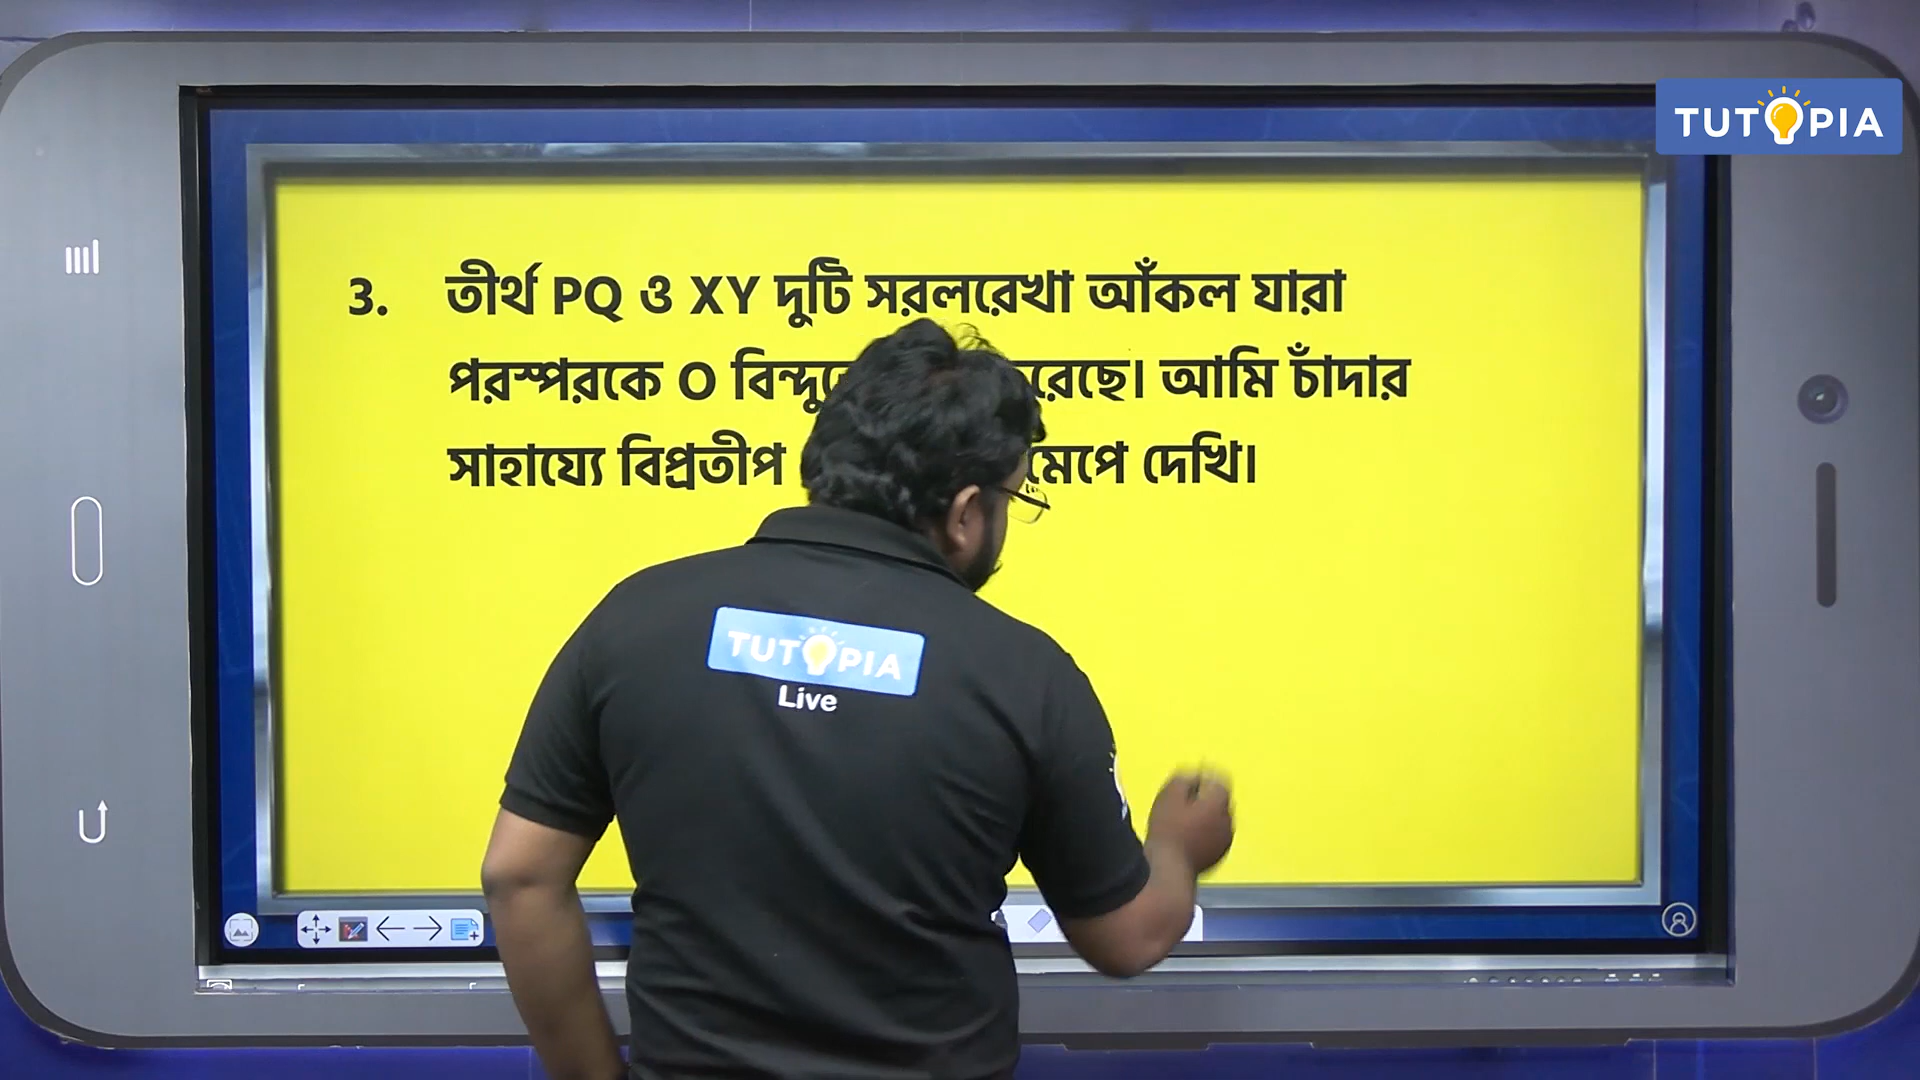 TUTOPIA
3. তীর্থ PQ ও XY দুটি সরলরেখা আঁকল যারা
পরস্পরকে O আমি চাঁদার
সাহায্যে বিপ্রতীপ মেপে দেখি।
TUTOPIA
Live